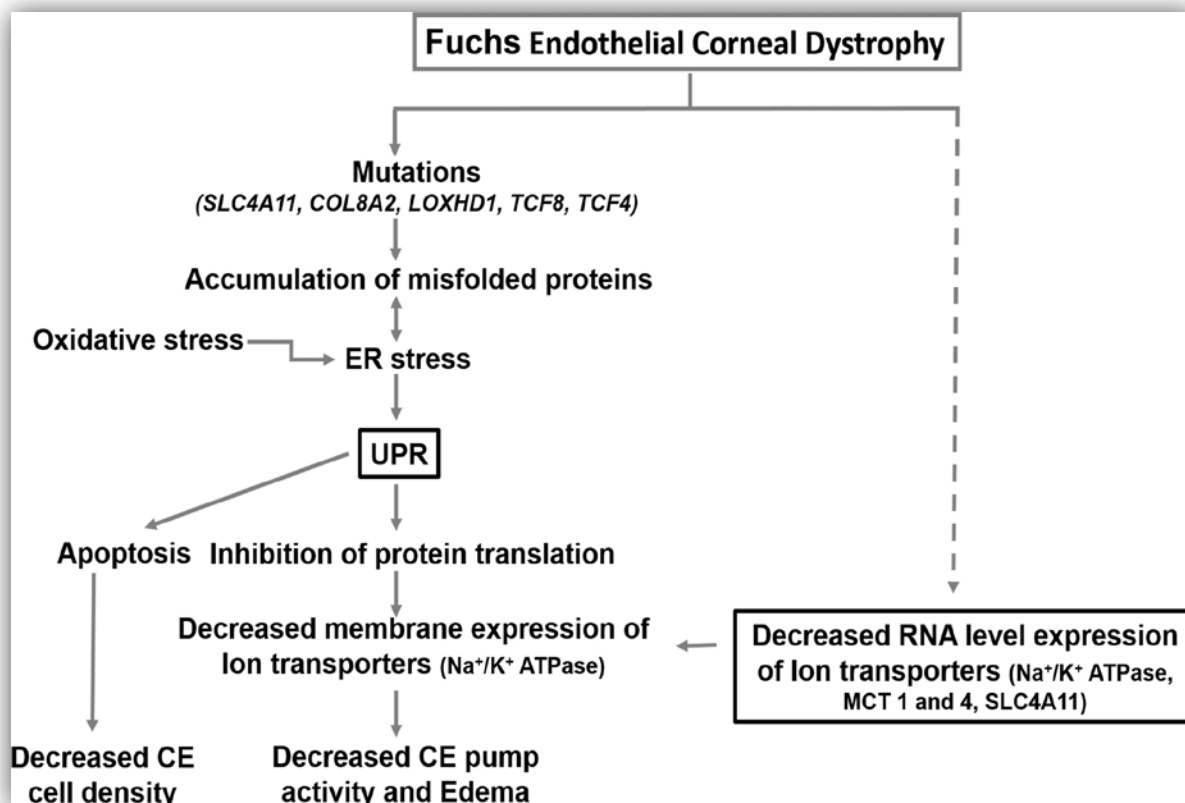 Fuchs Endothelial Corneal Dystrophy
Mutations
(SLC4A11, COL8A2, LOXHD1, TCF8, TCF4)
Accumulation of misfolded proteins
Oxidative stress
ER stress
UPR
Apoptosis
Inhibition of protein translation
Decreased membrane expression of
Ion transporters (Na⁺/K⁺ ATPase)
Decreased RNA level expression
of Ion transporters (Na⁺/K⁺ ATPase,
MCT 1 and 4, SLC4A11)
Decreased CE
cell density
Decreased CE pump
activity and Edema